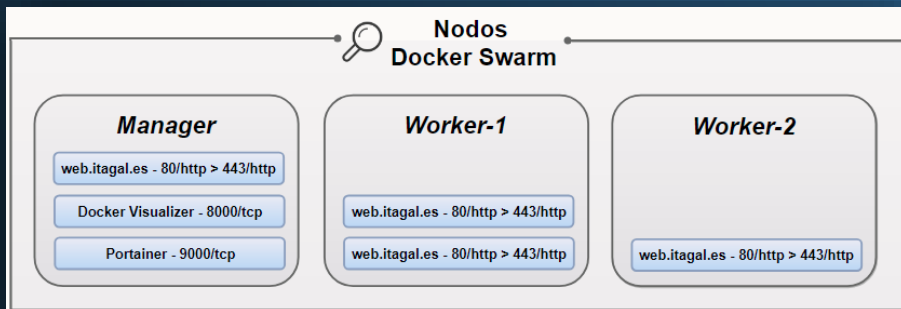 Nodos
Docker Swarm
Manager
web.itagal.es - 80/http > 443/http
Docker Visualizer - 8000/tcp
Portainer - 9000/tcp
Worker-1
web.itagal.es - 80/http > 443/http
web.itagal.es - 80/http > 443/http
Worker-2
web.itagal.es - 80/http > 443/http